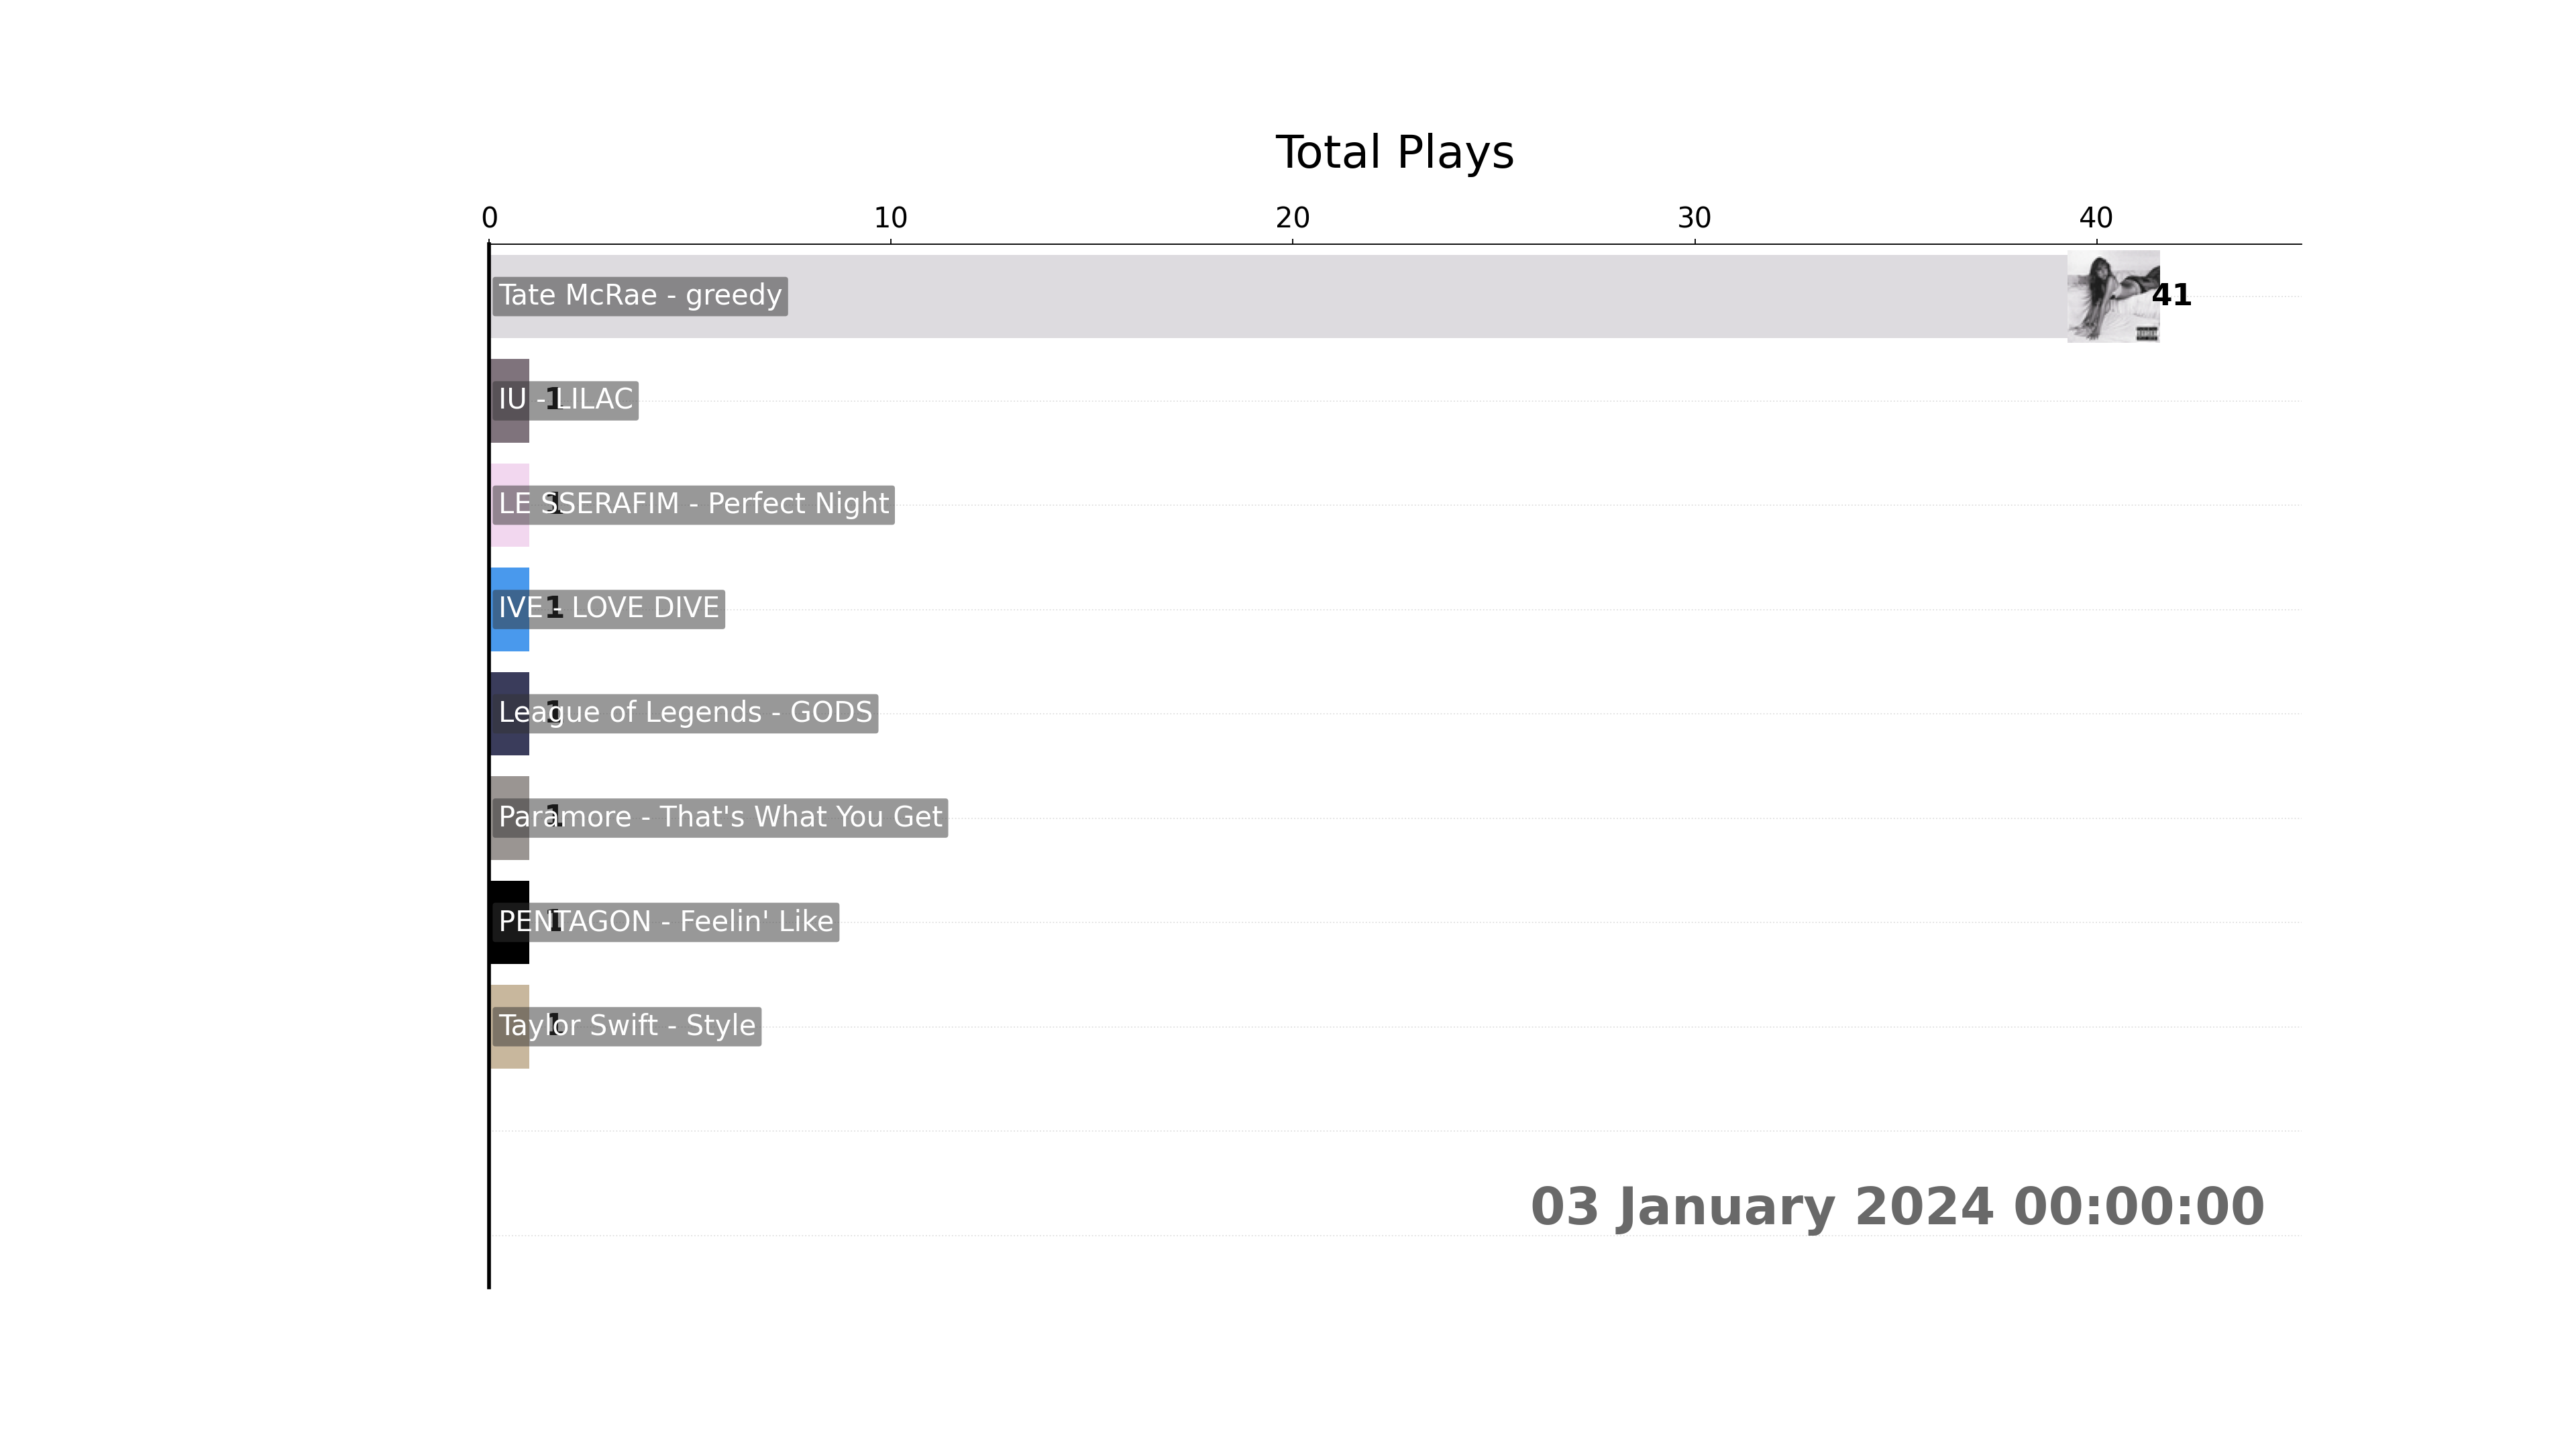 Total Plays
0 10 20 30 40
Tate McRae - greedy 41
IU - LILAC 1
LE SSERAFIM - Perfect Night 1
IVE - LOVE DIVE 1
League of Legends - GODS 1
Paramore - That's What You Get 1
PENTAGON - Feelin' Like 1
Taylor Swift - Style 1
03 January 2024 00:00:00